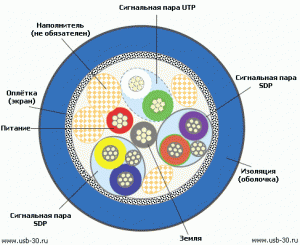 Сигнальная пара UTP
Наполнитель
(не обязателен)
Сигнальная пара
SDP
Оплётка
(экран)
Питание
Изоляция
(оболочка)
Сигнальная пара
SDP
Земля
www.usb-30.ru
www.usb-30.ru